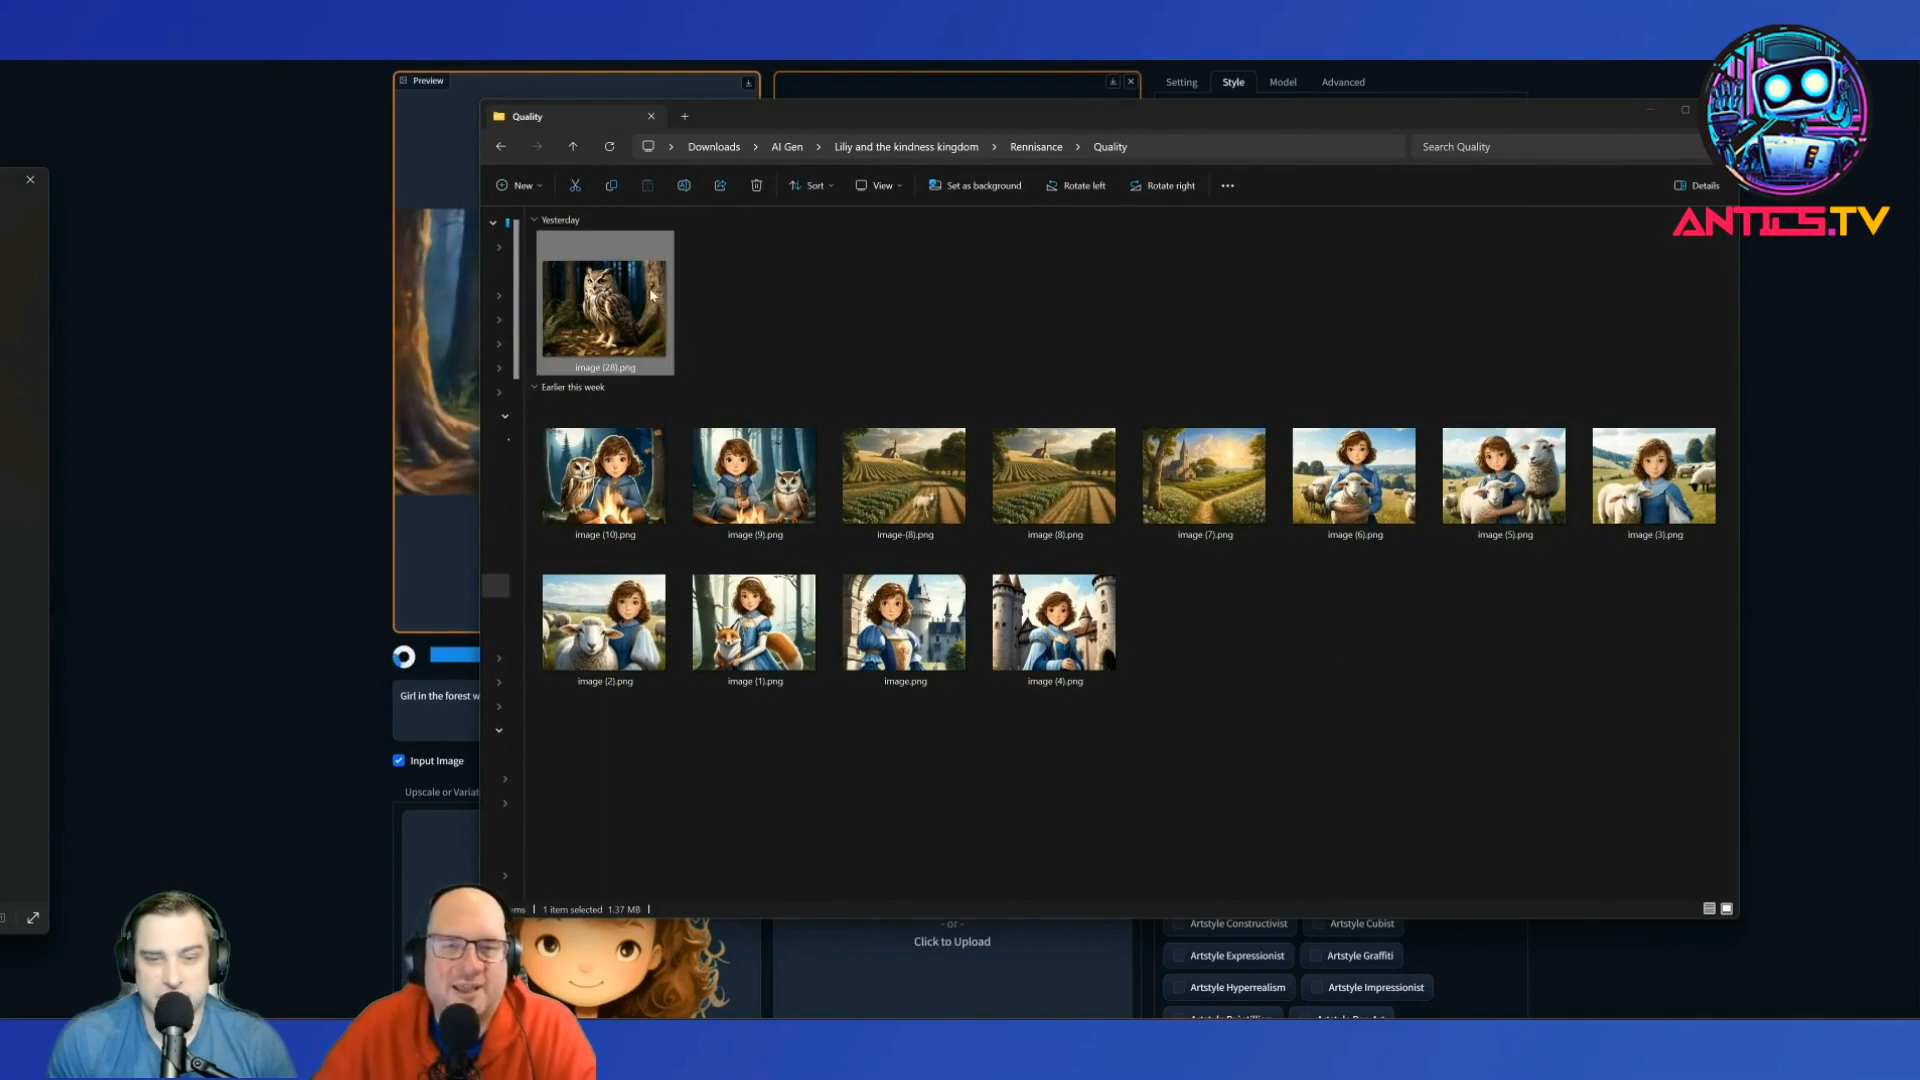 Preview
Setting Style Model Advanced
Quality
Downloads > AI Gen > Liliy and the kindness kingdom > Rennisance > Quality
Search Quality
New Sort View Set as background Rotate left Rotate right Details
ANTICS.TV
Yesterday
image (28).png
Earlier this week
image (10).png image (9).png image-(8).png image (8).png image (7).png image (6).png image (5).png image (3).png
image (2).png image (1).png image.png image (4).png
Girl in the forest w
Input Image
Upscale or Variat
ems 1 item selected 1.37 MB
- or -
Click to Upload
Artstyle Constructivist Artstyle Cubist
Artstyle Expressionist Artstyle Graffiti
Artstyle Hyperrealism Artstyle Impressionist